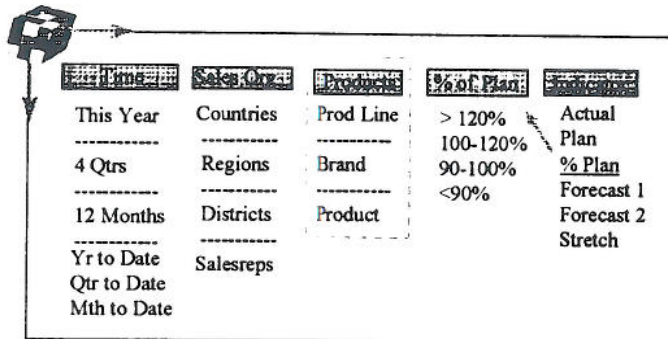 Time
Sales Org.
Products
% of Plan
This Year
4 Qtrs
12 Months
Yr to Date
Qtr to Date
Mth to Date
Countries
Regions
Districts
Salesreps
Prod Line
Brand
Product
> 120%
100-120%
90-100%
<90%
Actual
Plan
% Plan
Forecast 1
Forecast 2
Stretch